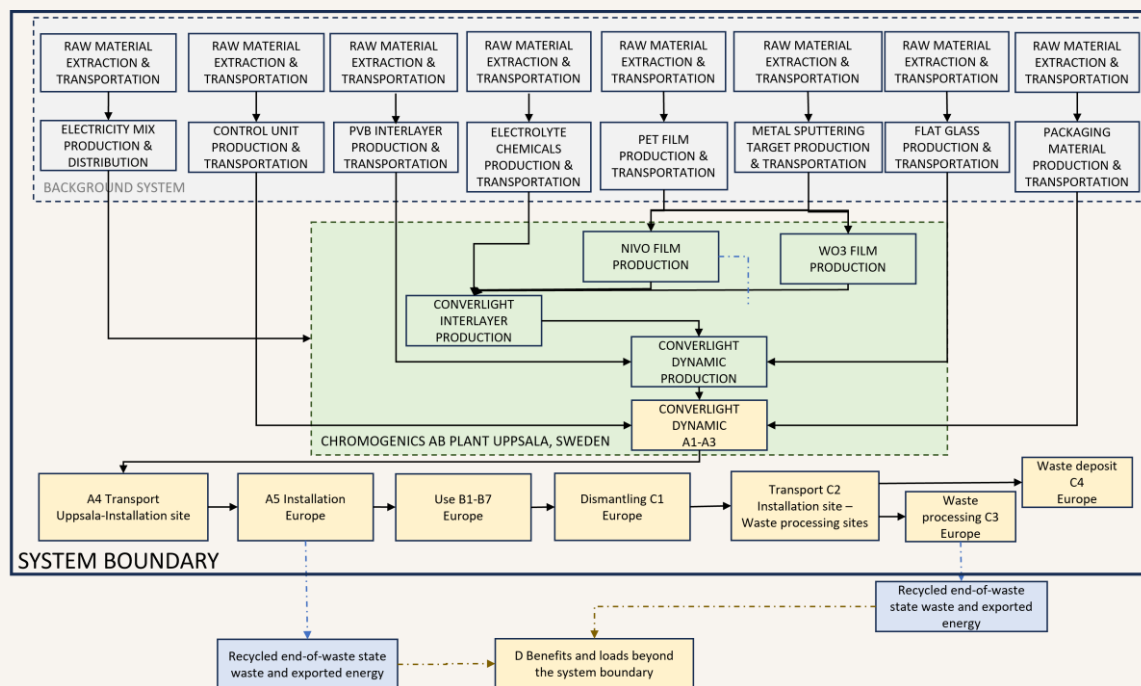 RAW MATERIAL
EXTRACTION &
TRANSPORTATION
RAW MATERIAL
EXTRACTION &
TRANSPORTATION
RAW MATERIAL
EXTRACTION &
TRANSPORTATION
RAW MATERIAL
EXTRACTION &
TRANSPORTATION
RAW MATERIAL
EXTRACTION &
TRANSPORTATION
RAW MATERIAL
EXTRACTION &
TRANSPORTATION
RAW MATERIAL
EXTRACTION &
TRANSPORTATION
RAW MATERIAL
EXTRACTION &
TRANSPORTATION
ELECTRICITY MIX
PRODUCTION &
DISTRIBUTION
CONTROL UNIT
PRODUCTION &
TRANSPORTATION
PVB INTERLAYER
PRODUCTION &
TRANSPORTATION
ELECTROLYTE
CHEMICALS
PRODUCTION &
TRANSPORTATION
PET FILM
PRODUCTION &
TRANSPORTATION
METAL SPUTTERING
TARGET PRODUCTION
& TRANSPORTATION
FLAT GLASS
PRODUCTION &
TRANSPORTATION
PACKAGING
MATERIAL
PRODUCTION &
TRANSPORTATION
BACKGROUND SYSTEM
NIVO FILM
PRODUCTION
WO3 FILM
PRODUCTION
CONVERLIGHT
INTERLAYER
PRODUCTION
CONVERLIGHT
DYNAMIC
PRODUCTION
CONVERLIGHT
DYNAMIC
A1-A3
CHROMOGENICS AB PLANT UPPSALA, SWEDEN
A4 Transport
Uppsala-Installation site
A5 Installation
Europe
Use B1-B7
Europe
Dismantling C1
Europe
Transport C2
Installation site –
Waste processing sites
Waste
processing C3
Europe
Waste deposit
C4
Europe
SYSTEM BOUNDARY
Recycled end-of-waste
state waste and exported
energy
Recycled end-of-waste state
waste and exported energy
D Benefits and loads beyond
the system boundary